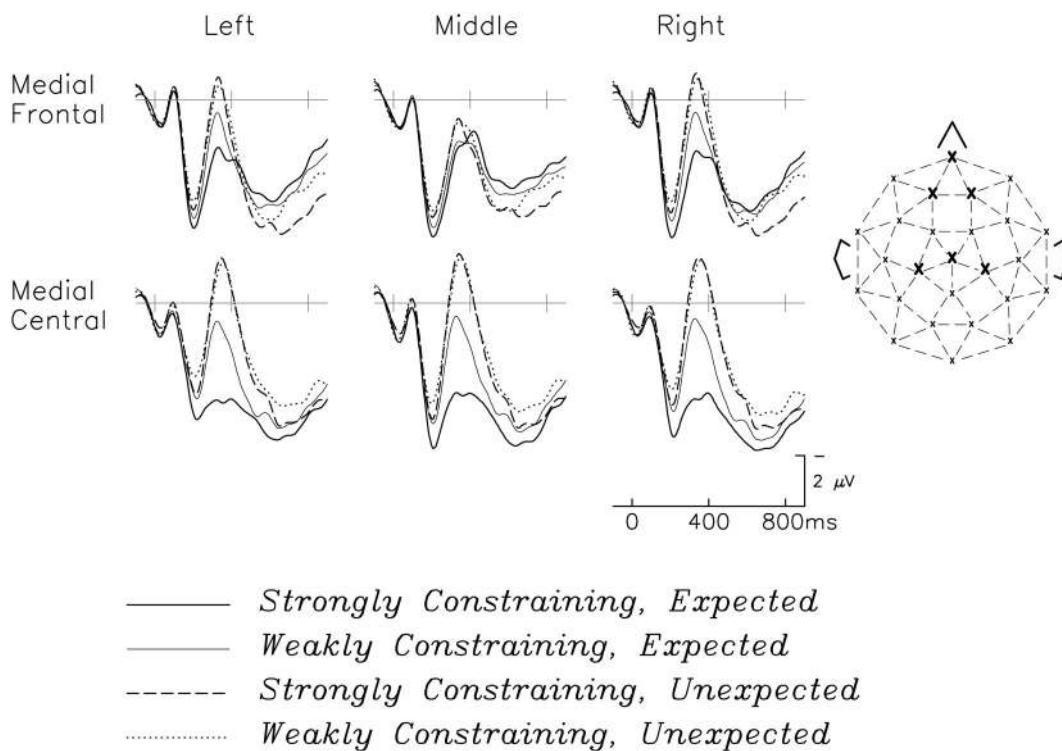 Left Middle Right
Medial
Frontal
Medial
Central
2 μV
0 400 800ms
Strongly Constraining, Expected
Weakly Constraining, Expected
Strongly Constraining, Unexpected
Weakly Constraining, Unexpected